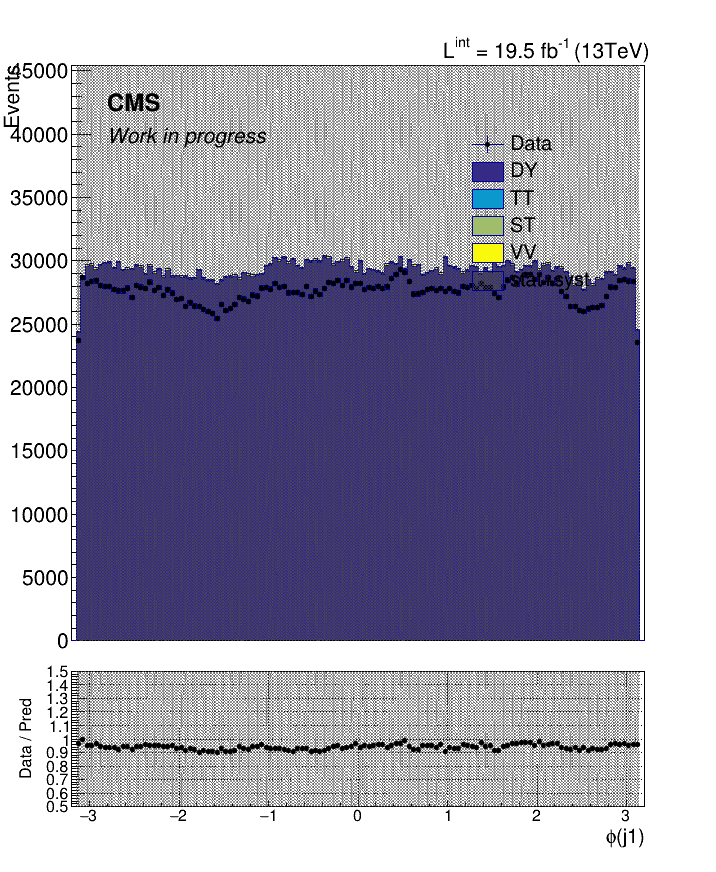 L^int = 19.5 fb^-1 (13TeV)
Events
45000
CMS
Work in progress
40000
Data
DY
35000
TT
ST
30000
VV
stat+syst
25000
20000
15000
10000
5000
0
1.5
1.4
1.3
1.2
1.1
1
0.9
0.8
0.7
0.6
0.5
Data / Pred
−3 −2 −1 0 1 2 3
ϕ(j1)